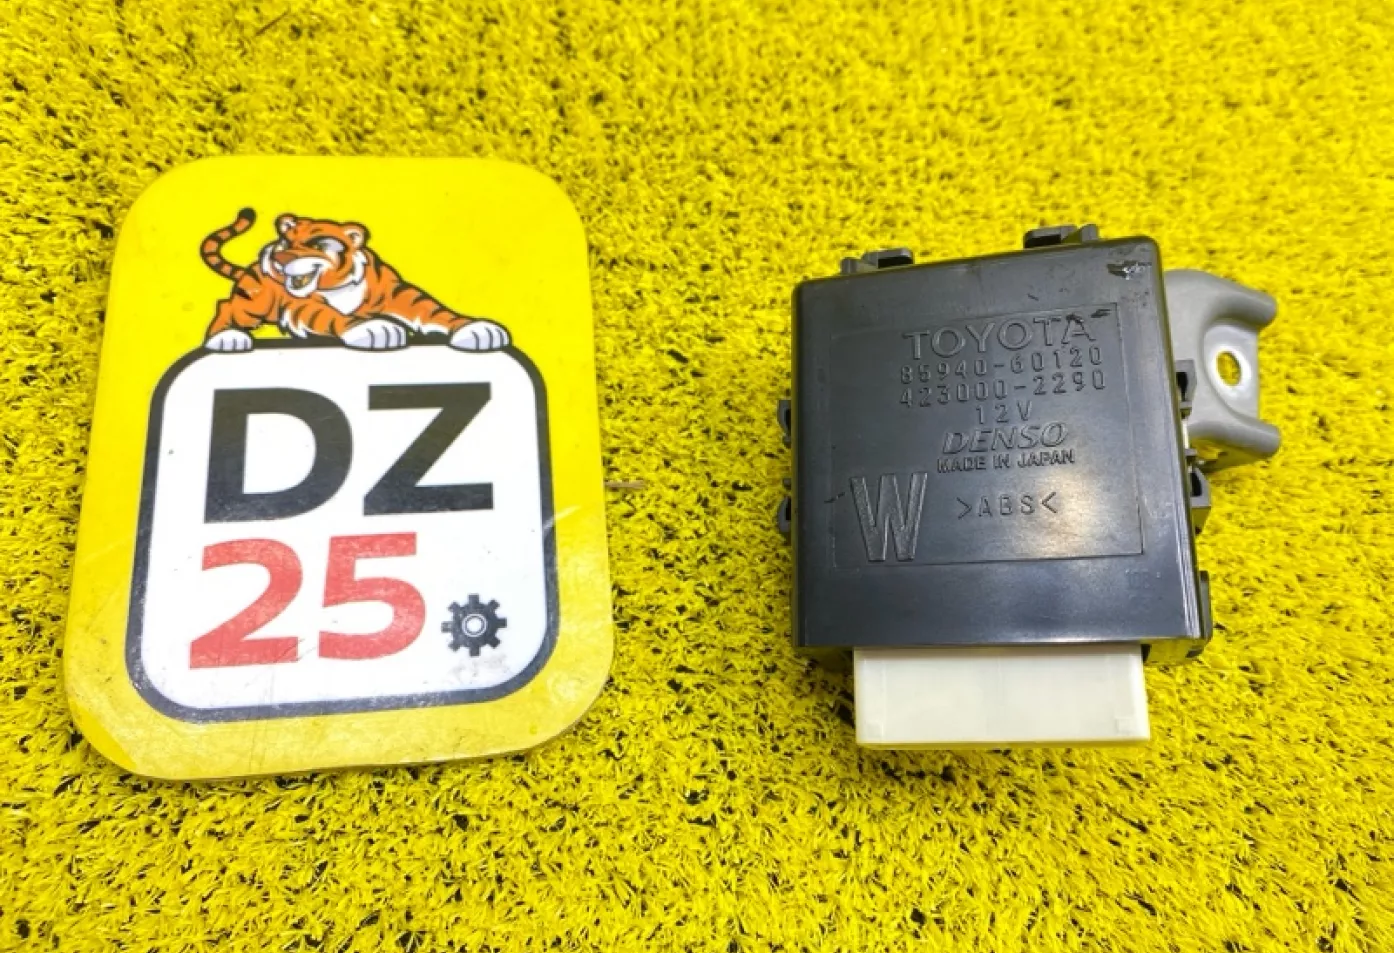 DZ
25
TOYOTA
85940-60120
423000-2290
12V
DENSO
MADE IN JAPAN
W
>ABS<